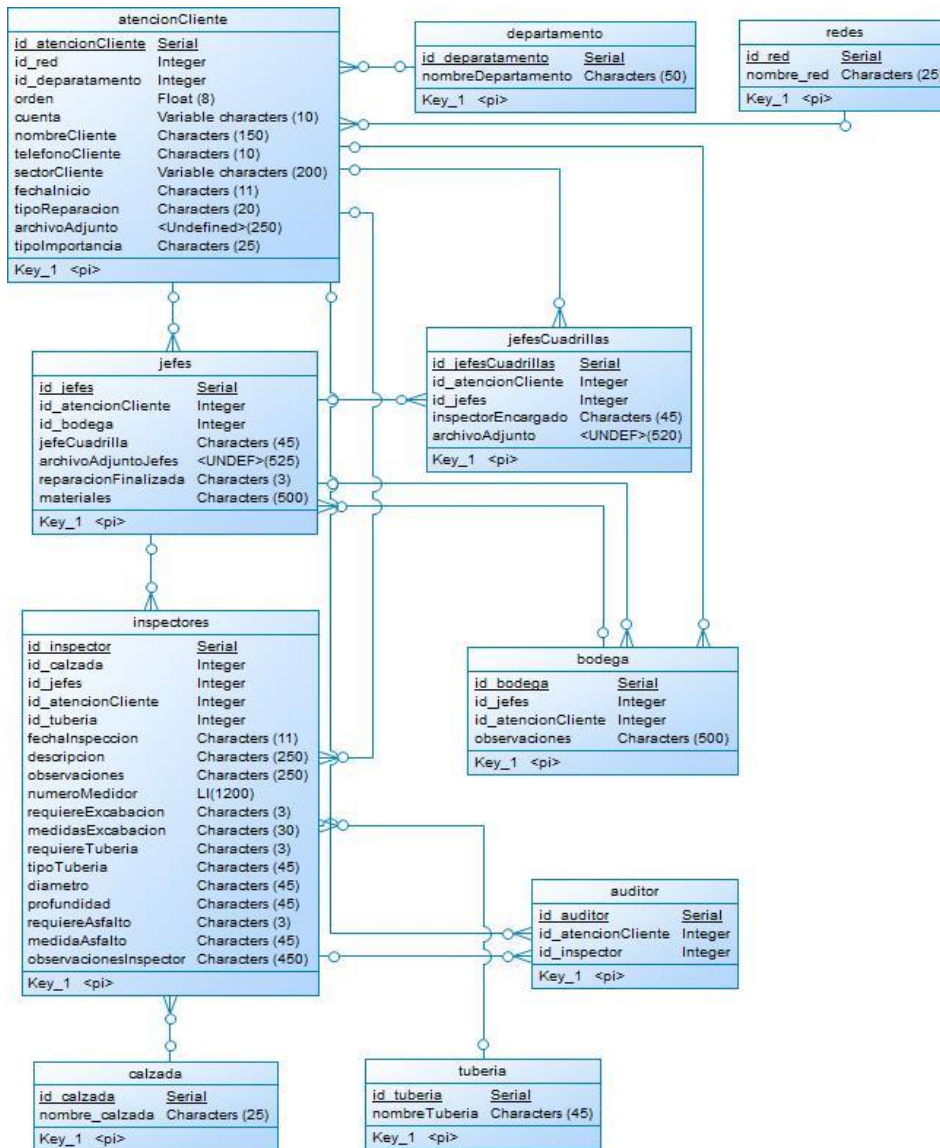 atencionCliente
id_atencionCliente Serial
id_red Integer
id_deparatamento Integer
orden Float (8)
cuenta Variable characters (10)
nombreCliente Characters (150)
telefonoCliente Characters (10)
sectorCliente Variable characters (200)
fechaInicio Characters (11)
tipoReparacion Characters (20)
archivoAdjunto <Undefined>(250)
tipoImportancia Characters (25)
Key_1 <pi>
departamento
id_deparatamento Serial
nombreDepartamento Characters (50)
Key_1 <pi>
redes
id_red Serial
nombre_red Characters (25)
Key_1 <pi>
jefes
id_jefes Serial
id_atencionCliente Integer
id_bodega Integer
jefeCuadrilla Characters (45)
archivoAdjuntoJefes <UNDEF>(525)
reparacionFinalizada Characters (3)
materiales Characters (500)
Key_1 <pi>
jefesCuadrillas
id_jefesCuadrillas Serial
id_atencionCliente Integer
id_jefes Integer
inspectorEncargado Characters (45)
archivoAdjunto <UNDEF>(520)
Key_1 <pi>
inspectores
id_inspector Serial
id_calzada Integer
id_jefes Integer
id_atencionCliente Integer
id_tuberia Integer
fechaInspeccion Characters (11)
descripcion Characters (250)
observaciones Characters (250)
numeroMedidor LI(1200)
requiereExcabacion Characters (3)
medidasExcabacion Characters (30)
requiereTuberia Characters (3)
tipoTuberia Characters (45)
diametro Characters (45)
profundidad Characters (45)
requiereAsfalto Characters (3)
medidaAsfalto Characters (45)
observacionesInspector Characters (450)
Key_1 <pi>
bodega
id_bodega Serial
id_jefes Integer
id_atencionCliente Integer
observaciones Characters (500)
Key_1 <pi>
auditor
id_auditor Serial
id_atencionCliente Integer
id_inspector Integer
Key_1 <pi>
calzada
id_calzada Serial
nombre_calzada Characters (25)
Key_1 <pi>
tuberia
id_tuberia Serial
nombreTuberia Characters (45)
Key_1 <pi>